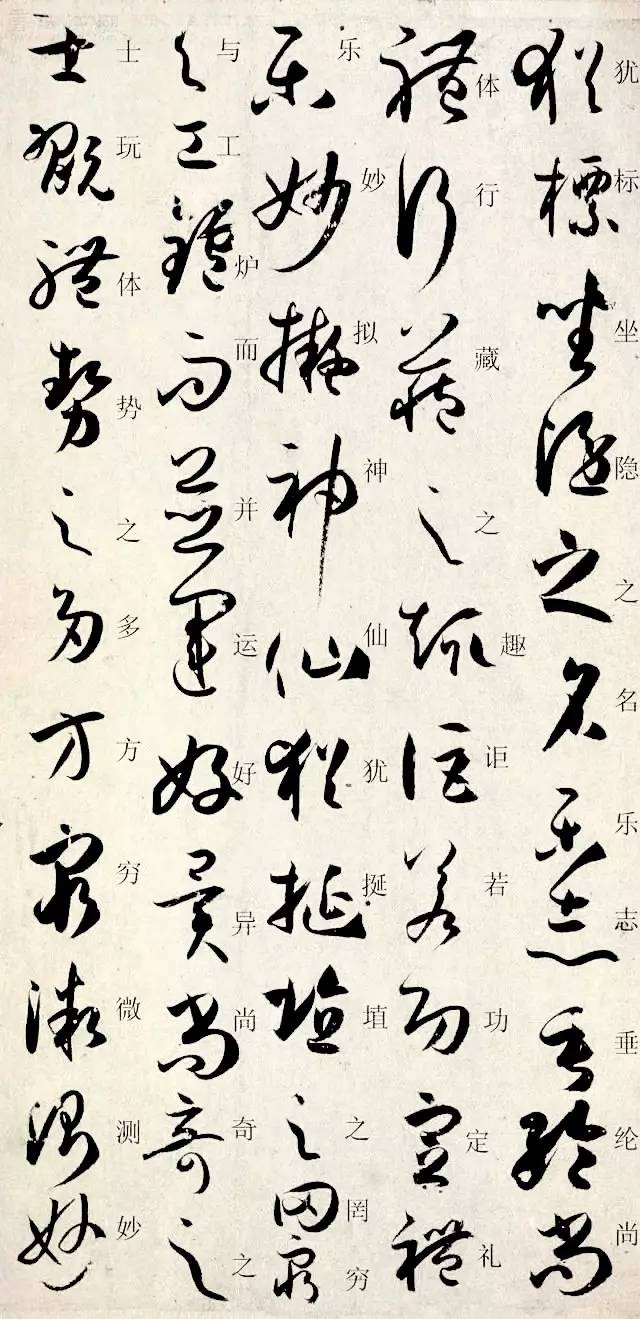 犹标坐隐之名乐志垂纶尚
体行藏之趣讵若功定礼
乐妙拟神仙犹挺埴之罔穷
与工炉而并运好异尚奇之
士玩体势之多方穷微测妙